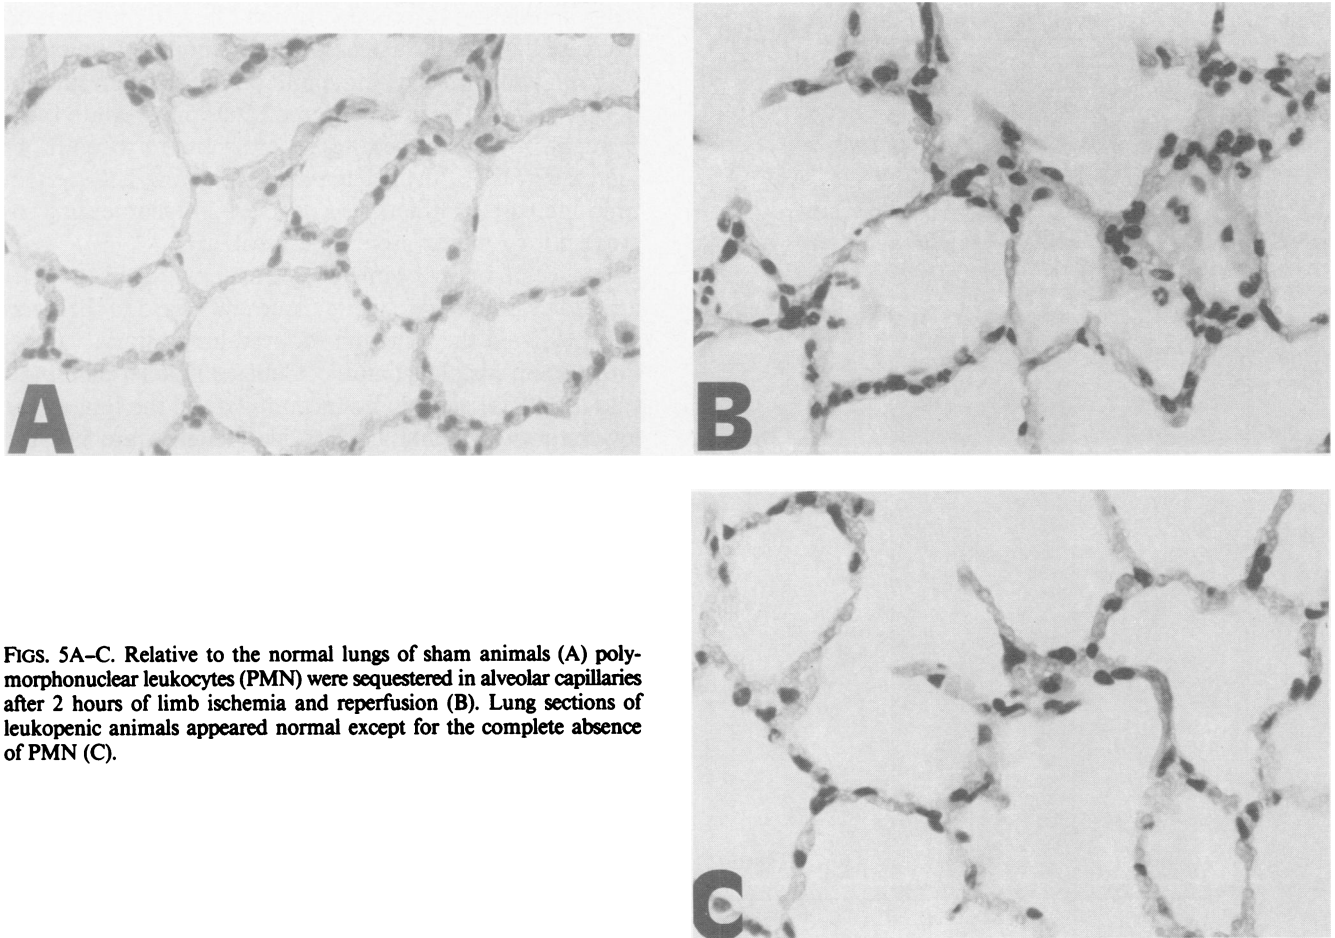 A
B
C
FIGS. 5A–C. Relative to the normal lungs of sham animals (A) poly-
morphonuclear leukocytes (PMN) were sequestered in alveolar capillaries
after 2 hours of limb ischemia and reperfusion (B). Lung sections of
leukopenic animals appeared normal except for the complete absence
of PMN (C).